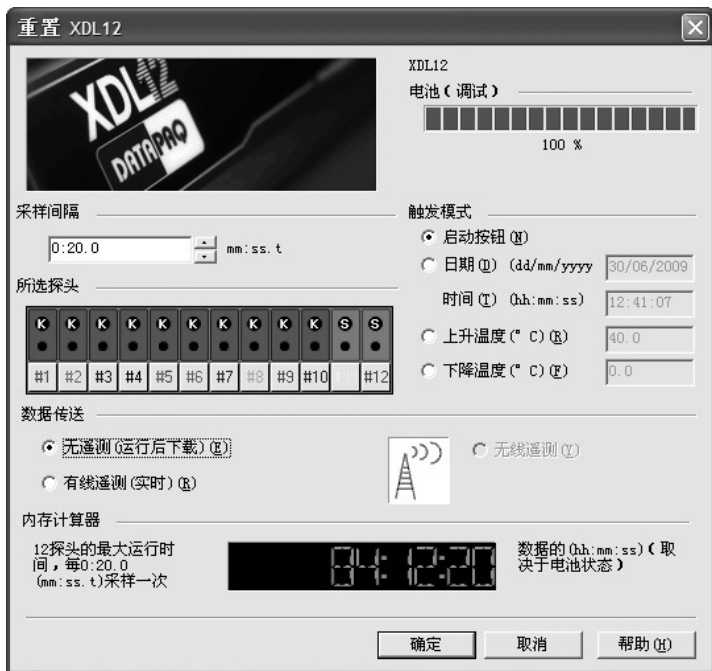 重置 XDL12
XDL12
DATAPAQ
XDL12
电池(调试)
100 %
采样间隔
0:20.0 mm:ss.t
触发模式
启动按钮(N)
日期(D) (dd/mm/yyyy 30/06/2009
时间(T) (hh:mm:ss) 12:41:07
上升温度(° C)(R) 40.0
下降温度(° C)(F) 0.0
所选探头
K K K K K K K K K K S S
#1 #2 #3 #4 #5 #6 #7 #8 #9 #10 #12
数据传送
无遥测(运行后下载)(E)
无线遥测(Y)
有线遥测(实时)(R)
内存计算器
12探头的最大运行时
间,每0:20.0
(mm:ss.t)采样一次
04:12:20
数据的(hh:mm:ss)(取
决于电池状态)
确定 取消 帮助(H)